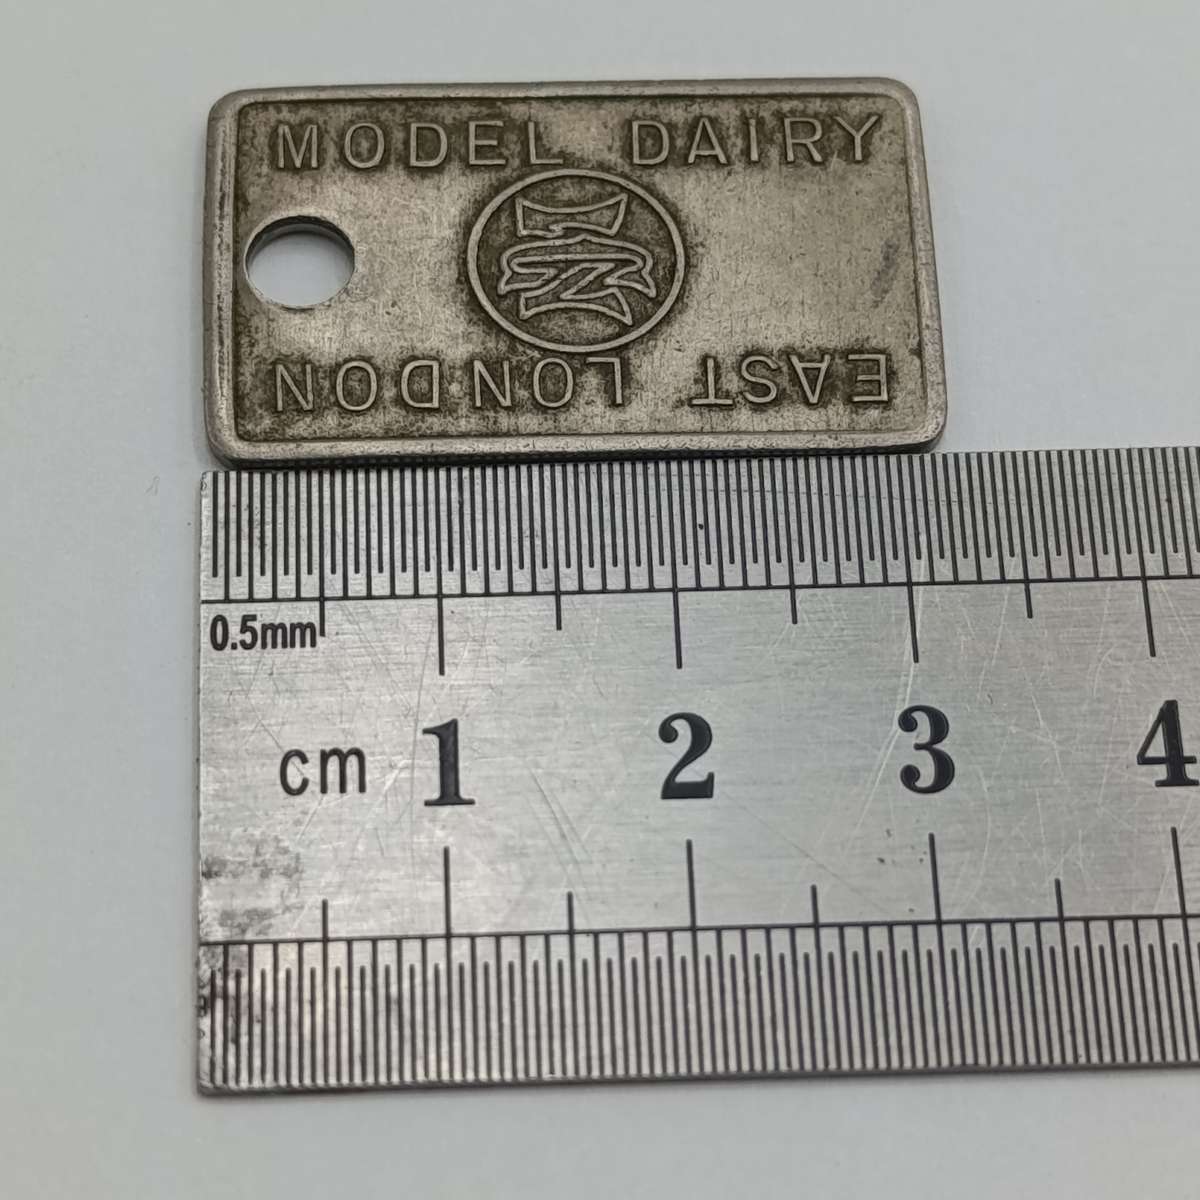 MODEL DAIRY
EAST LONDON
0.5mm
cm 1 2 3 4